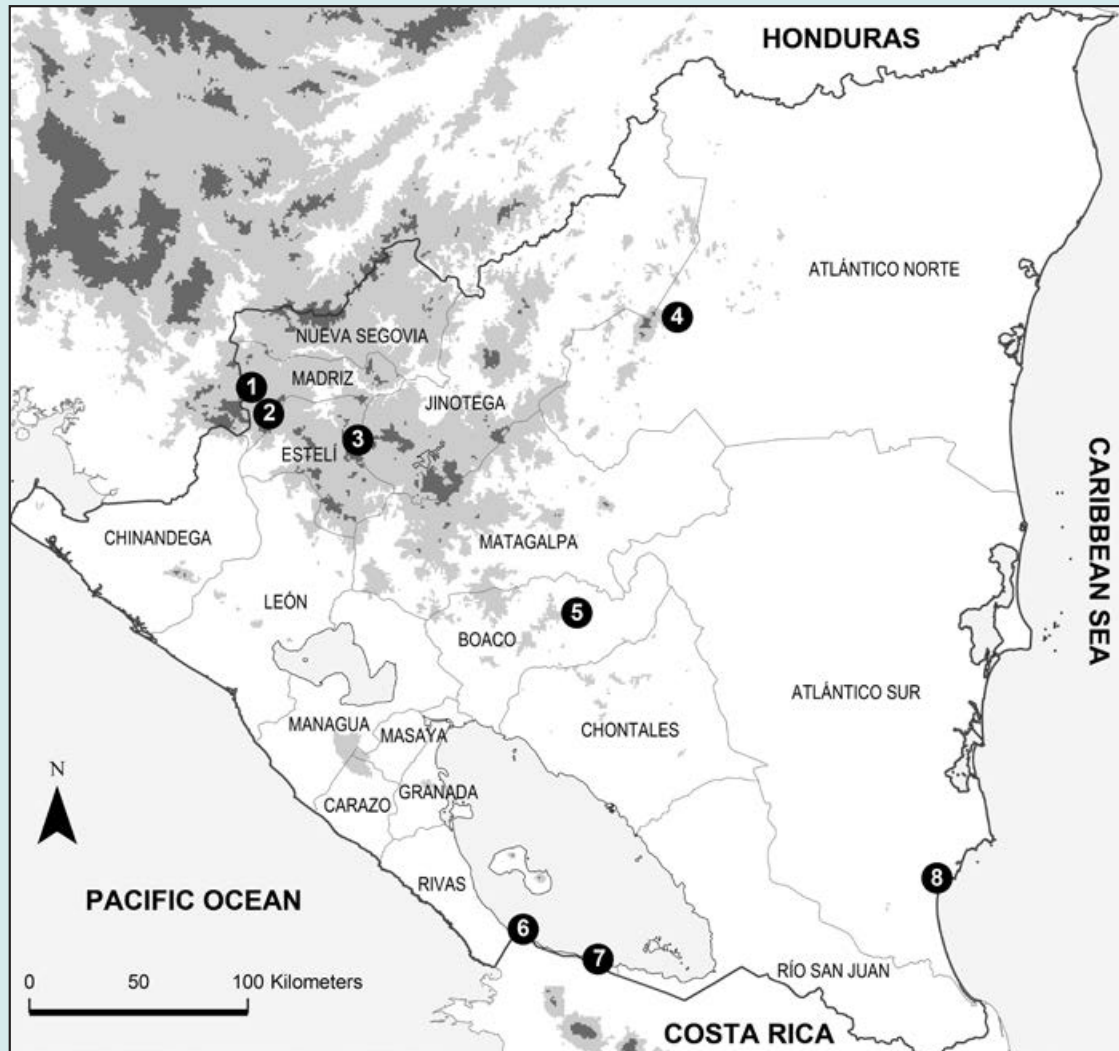 HONDURAS
ATLÁNTICO NORTE
4
NUEVA SEGOVIA
1
MADRIZ
2
JINOTEGA
3
ESTELÍ
CARIBBEAN SEA
CHINANDEGA
MATAGALPA
LEÓN
5
BOACO
ATLÁNTICO SUR
MANAGUA
MASAYA
CHONTALES
N
GRANADA
CARAZO
8
RIVAS
PACIFIC OCEAN
6
7
RÍO SAN JUAN
0 50 100 Kilometers
COSTA RICA